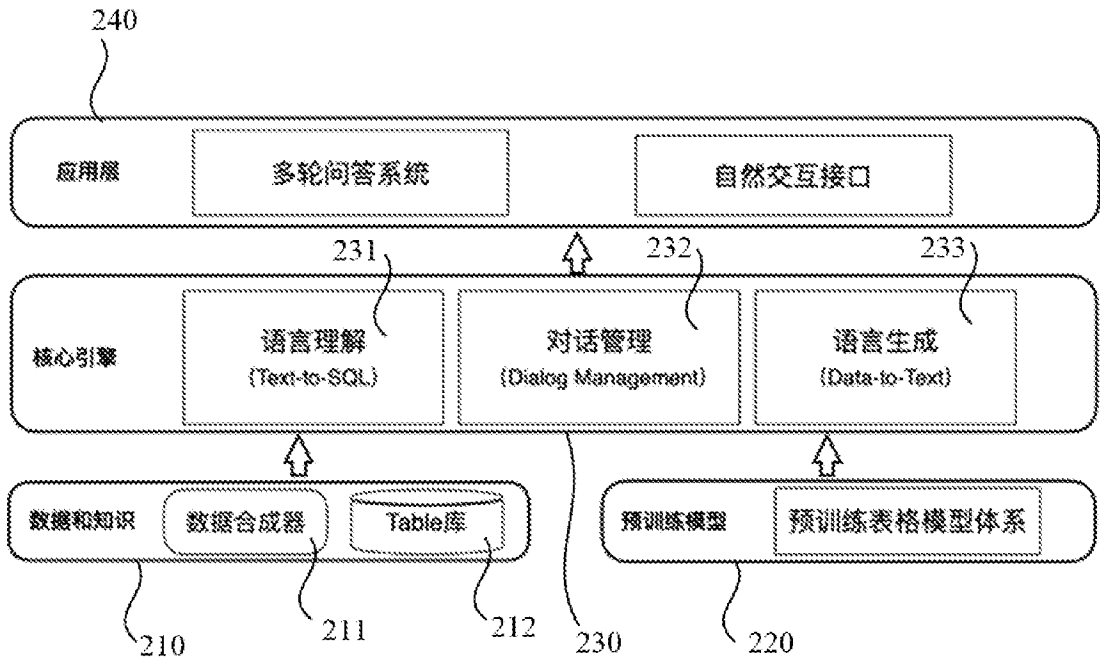 240
应用层
多轮问答系统
自然交互接口
231
232
233
核心引擎
语言理解
(Text-to-SQL)
对话管理
(Dialog Management)
语言生成
(Data-to-Text)
数据和知识
数据合成器
Table库
预训练模型
预训练表格模型体系
210
211
212
230
220